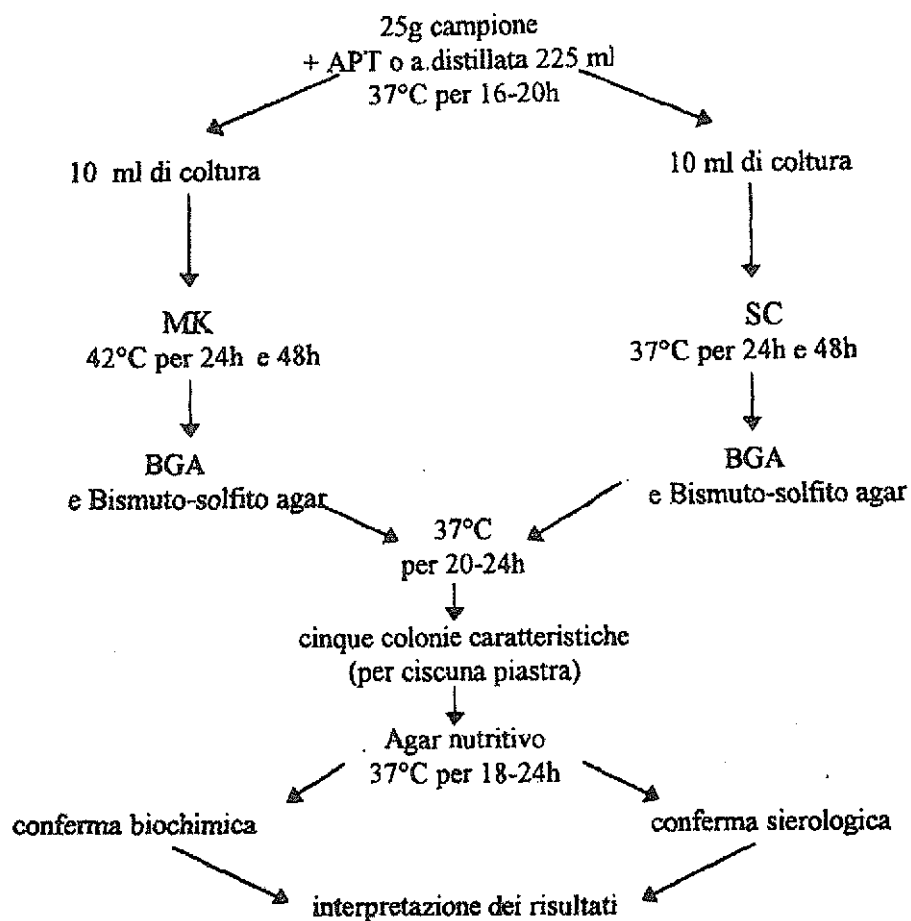 25g campione
+ APT o a.distillata 225 ml
37°C per 16-20h
10 ml di coltura
10 ml di coltura
MK
42°C per 24h e 48h
SC
37°C per 24h e 48h
BGA
e Bismuto-solfito agar
BGA
e Bismuto-solfito agar
37°C
per 20-24h
cinque colonie caratteristiche
(per ciscuna piastra)
Agar nutritivo
37°C per 18-24h
conferma biochimica
conferma sierologica
interpretazione dei risultati